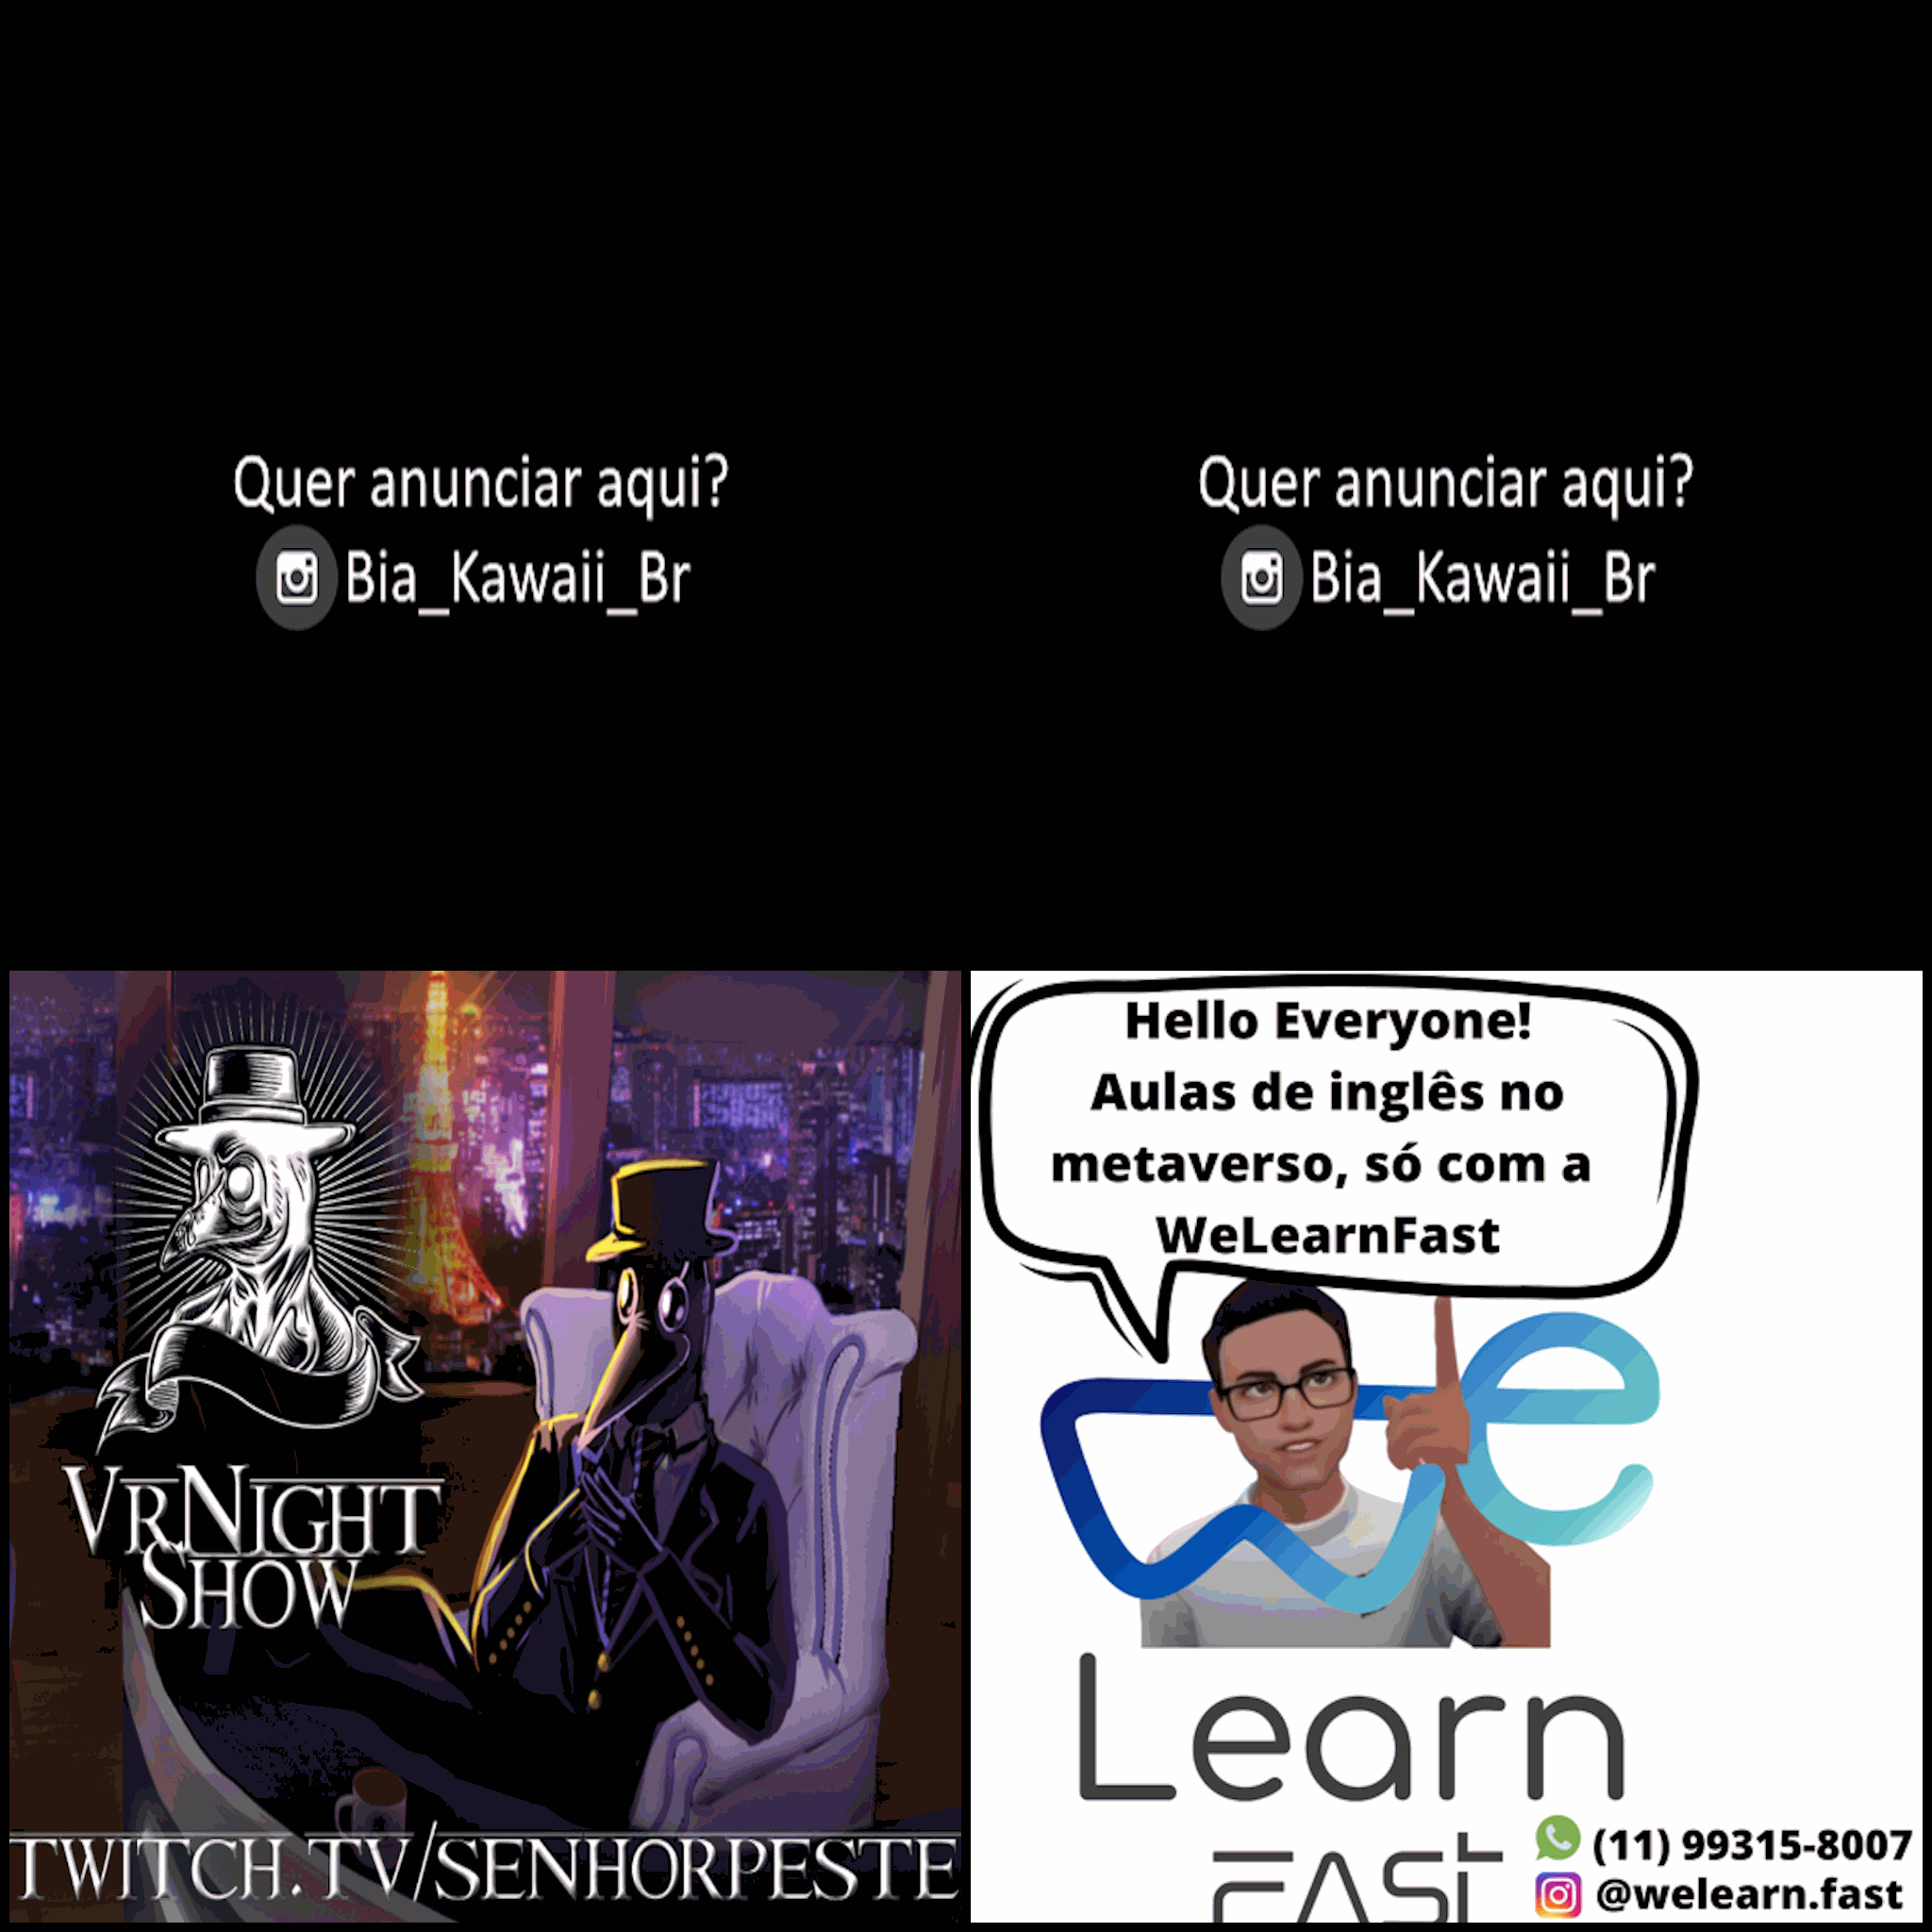 Quer anunciar aqui?
Bia_Kawaii_Br
Quer anunciar aqui?
Bia_Kawaii_Br
VRNIGHT
SHOW
TWITCH.TV/SENHORPESTE
Hello Everyone!
Aulas de inglês no
metaverso, só com a
WeLearnFast
we
Learn
FASt
(11) 99315-8007
@welearn.fast